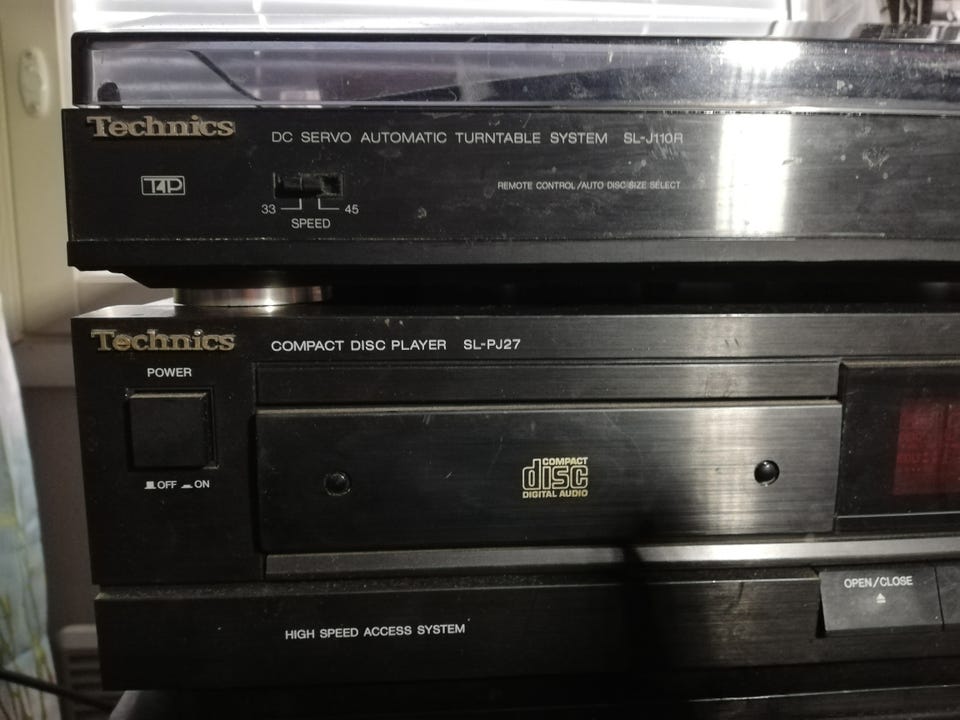 Technics
DC SERVO AUTOMATIC TURNTABLE SYSTEM SL-J110R
T4P
REMOTE CONTROL/AUTO DISC SIZE SELECT
33 45
SPEED
Technics
COMPACT DISC PLAYER SL-PJ27
POWER
OFF ON
COMPACT
disc
DIGITAL AUDIO
OPEN/CLOSE
HIGH SPEED ACCESS SYSTEM